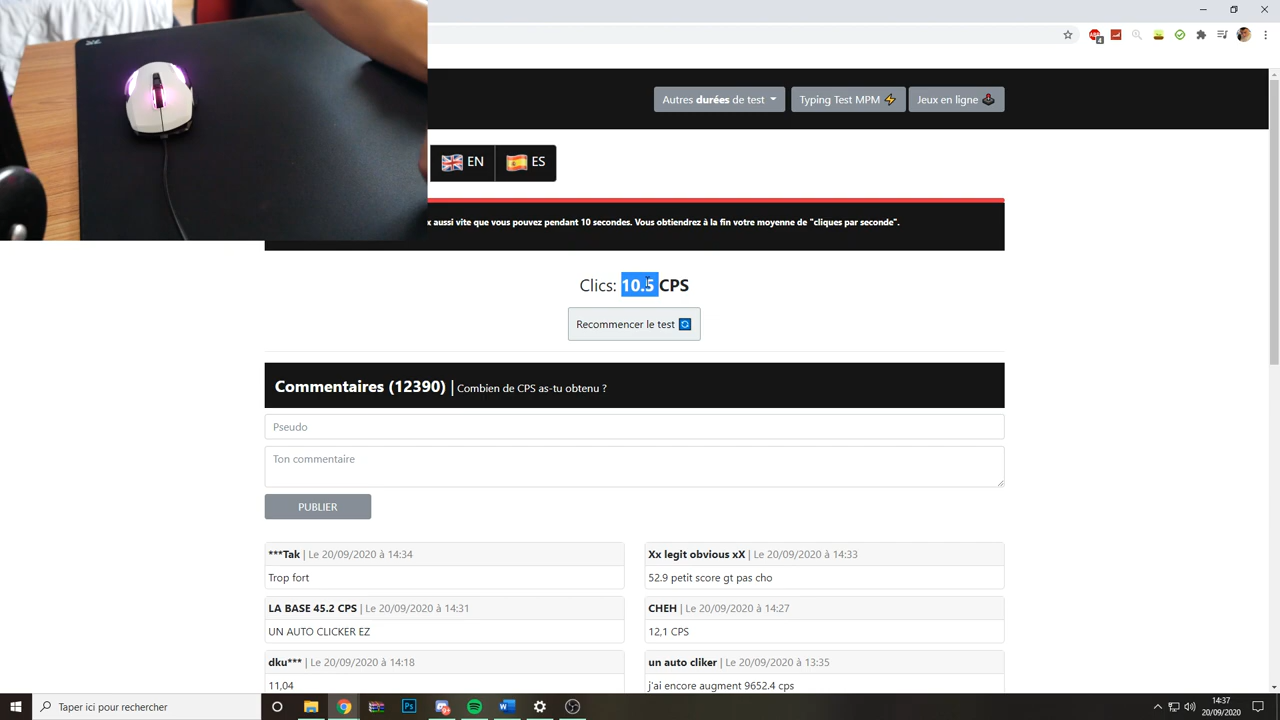 Autres durées de test
Typing Test MPM
Jeux en ligne
EN
ES
x aussi vite que vous pouvez pendant 10 secondes. Vous obtiendrez à la fin votre moyenne de "cliques par seconde".
Clics: 10.5 CPS
Recommencer le test
Commentaires (12390) | Combien de CPS as-tu obtenu ?
Pseudo
Ton commentaire
PUBLIER
***Tak | Le 20/09/2020 à 14:34
Trop fort
Xx legit obvious xX | Le 20/09/2020 à 14:33
52.9 petit score gt pas cho
LA BASE 45.2 CPS | Le 20/09/2020 à 14:31
UN AUTO CLICKER EZ
CHEH | Le 20/09/2020 à 14:27
12,1 CPS
dku*** | Le 20/09/2020 à 14:18
11,04
un auto cliker | Le 20/09/2020 à 13:35
j'ai encore augment 9652.4 cps
Taper ici pour rechercher
14:37
20/09/2020